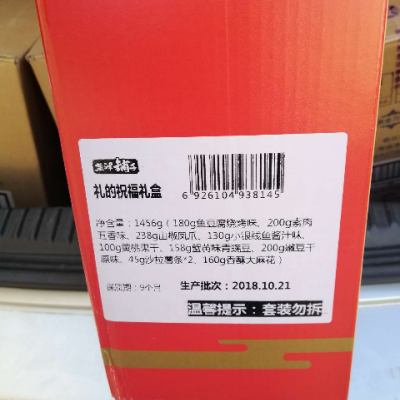 盐津铺子
礼的祝福礼盒
6 926104 938145
净含量：1456g（180g鱼豆腐烧烤味、200g素肉
五香味、238g山椒凤爪、130g小银绒鱼酱汁味、
100g黄桃果干、158g蟹黄味青豌豆、200g嫩豆干
原味、45g沙拉薯条*2、160g香酥大麻花）
保质期：9个月
生产批次：2018.10.21
温馨提示：套装勿拆